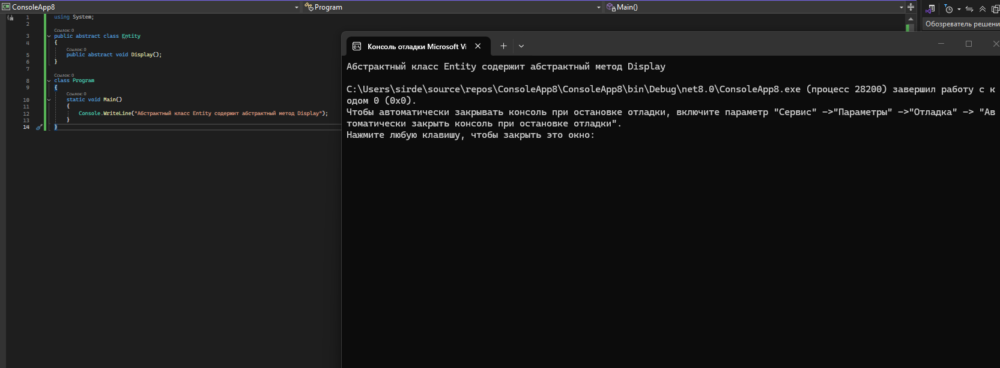 C# ConsoleApp8
Program
Main()
Обозреватель решени
1 using System;
2
Ссылок: 0
3 public abstract class Entity
4 {
Ссылок: 0
5 public abstract void Display();
6 }
7
Ссылок: 0
8 class Program
9 {
Ссылок: 0
10 static void Main()
11 {
12 Console.WriteLine("Абстрактный класс Entity содержит абстрактный метод Display");
13 }
14 }
Консоль отладки Microsoft Vi
Абстрактный класс Entity содержит абстрактный метод Display
C:\Users\sirde\source\repos\ConsoleApp8\ConsoleApp8\bin\Debug\net8.0\ConsoleApp8.exe (процесс 28200) завершил работу с к
одом 0 (0x0).
Чтобы автоматически закрывать консоль при остановке отладки, включите параметр "Сервис" ->"Параметры" ->"Отладка" -> "Ав
томатически закрыть консоль при остановке отладки".
Нажмите любую клавишу, чтобы закрыть это окно: